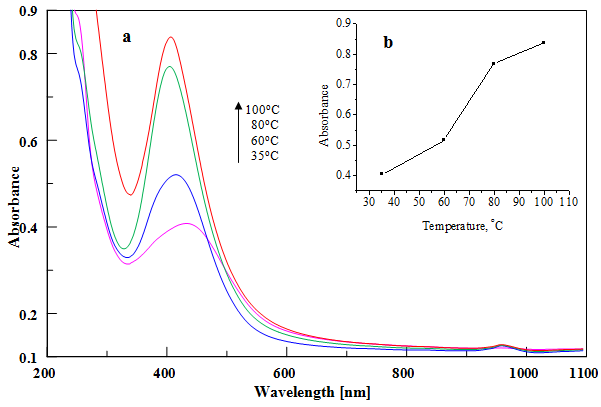 a
b
0.9
0.8
0.6
0.4
0.2
0.1
Absorbance
200
400
600
800
1000
1100
Wavelength [nm]
100°C
80°C
60°C
35°C
0.9
0.8
0.7
0.6
0.5
0.4
Absorbance
30
40
50
60
70
80
90
100
110
Temperature, °C